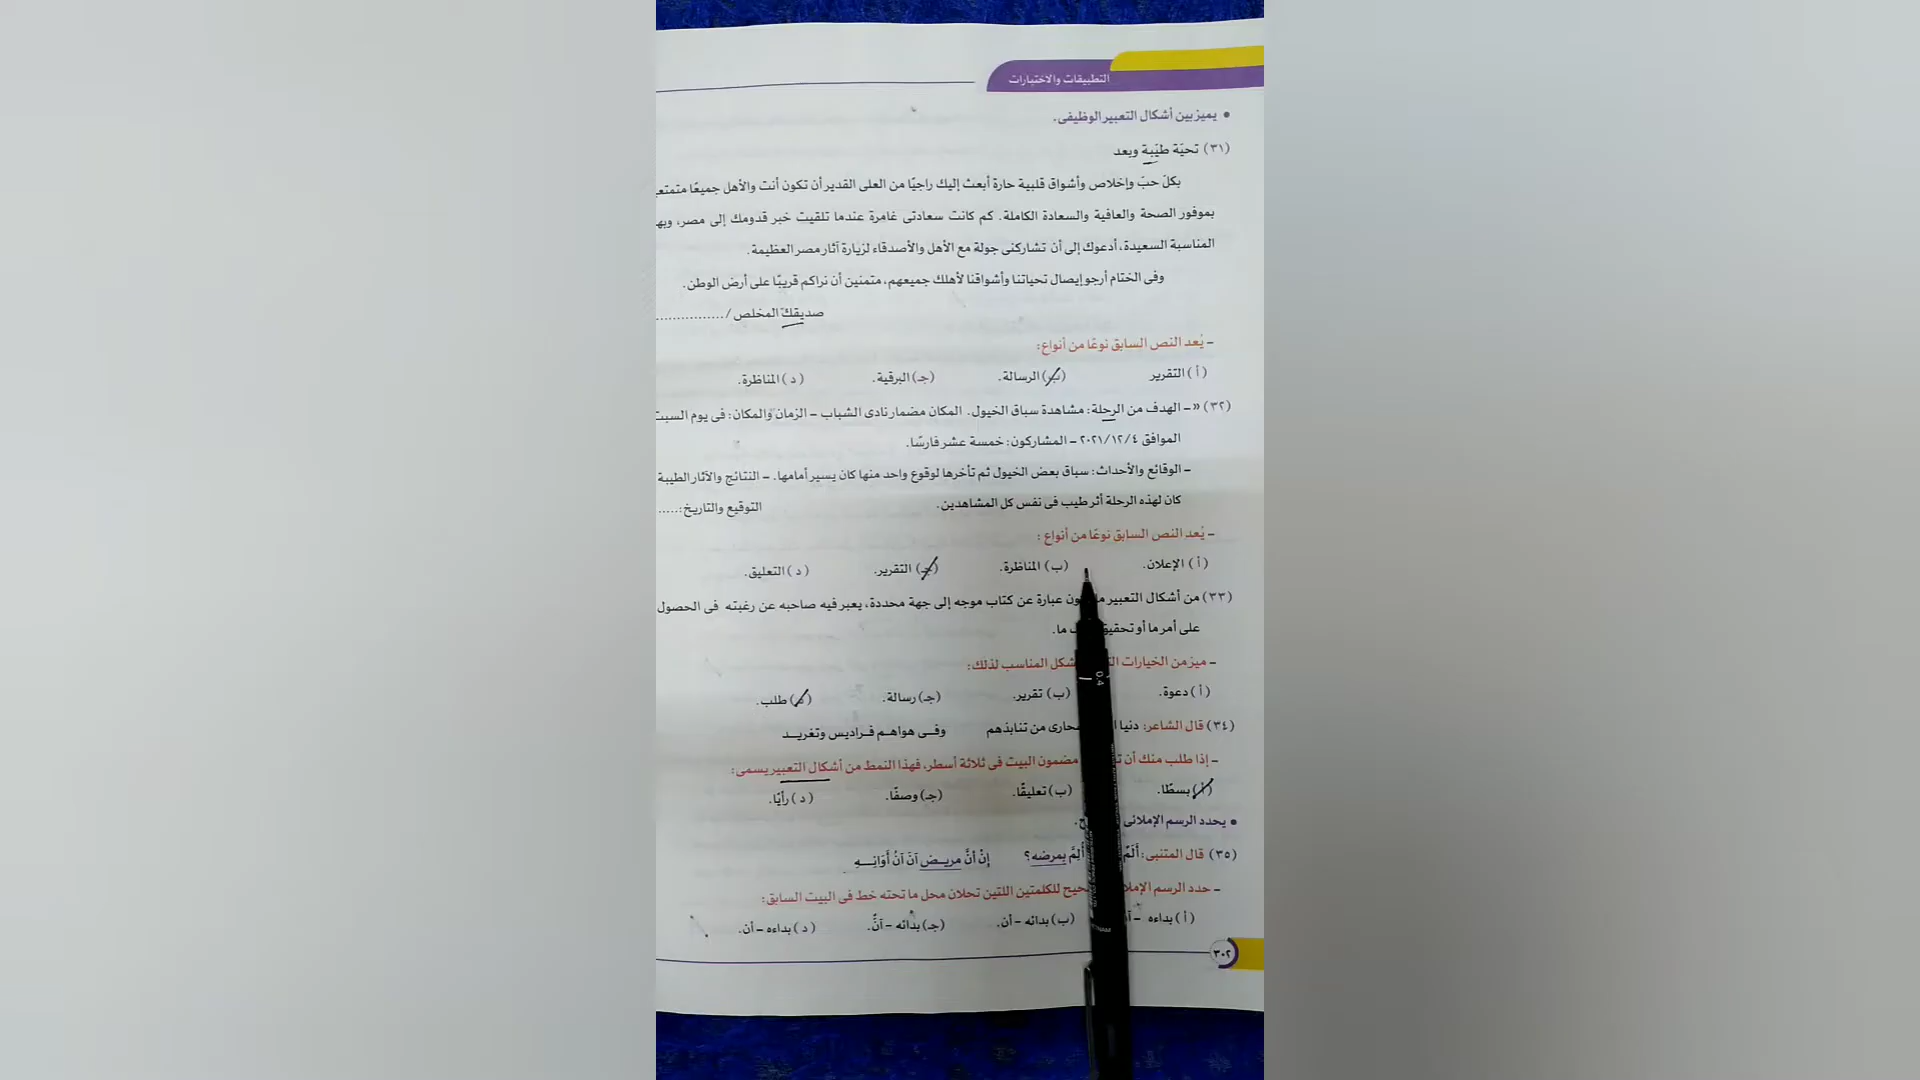 التطبيقات والاختبارات
• يميز بين أشكال التعبير الوظيفى.
(٣١) تحيّة طيّبة وبعد
بكلّ حبّ وإخلاص وأشواق قلبية حارة أبعث إليك راجيًا من العلى القدير أن تكون أنت والأهل جميعًا
بموفور الصحة والعافية والسعادة الكاملة. كم كانت سعادتى غامرة عندما تلقيت خبر قدومك إلى مصر،
المناسبة السعيدة، أدعوك إلى أن تشاركنى جولة مع الأهل والأصدقاء لزيارة آثار مصر العظيمة.
وفى الختام أرجو إيصال تحياتنا وأشواقنا لأهلك جميعهم، متمنين أن نراكم قريبًا على أرض الوطن.
صديقك المخلص / ................
– يُعد النص السابق نوعًا من أنواع:
(أ) التقرير (ب) الرسالة. (جـ) البرقية. (د) المناظرة.
(٣٢) «– الهدف من الرحلة: مشاهدة سباق الخيول. المكان مضمار نادى الشباب – الزمان والمكان: فى يوم السبت
الموافق ٢٠٢١/١٢/٤ – المشاركون: خمسة عشر فارسًا.
– الوقائع والأحداث: سباق بعض الخيول ثم تأخرها لوقوع واحد منها كان يسير أمامها. – النتائج والآثار الطيبة
كان لهذه الرحلة أثر طيب فى نفس كل المشاهدين. التوقيع والتاريخ:.....
– يُعد النص السابق نوعًا من أنواع :
(أ) الإعلان. (ب) المناظرة. (جـ) التقرير. (د) التعليق.
(٣٣) من أشكال التعبير عبارة عن كتاب موجه إلى جهة محددة، يعبر فيه صاحبه عن رغبته فى الحصول
على أمر ما أو تحقيق ما.
– ميز من الخيارات المناسب لذلك:
(أ) دعوة. (ب) تقرير. (جـ) رسالة. (د) طلب.
(٣٤) قال الشاعر: دنيا من تنابذهم وفـى هواهـم فـراديس وتغريـد
– إذا طلب منك أن مضمون البيت فى ثلاثة أسطر، فهذا النمط من أشكال التعبير يسمى:
(أ) بسطًا. (ب) تعليقًا. (جـ) وصفًا. (د) رأيًا.
• يحدد الرسم الإملائى
(٣٥) قال المتنبى: أَلَمٌ أَلَمَّ بمرضه؟ إنْ أنَّ مريـض آنَ آنُ أَوَانِـهِ
– حدد الرسم للكلمتين اللتين تحلان محل ما تحته خط فى البيت السابق:
(أ) بداءه – (ب) بدائه – أن. (جـ) بدائه – آنٌ. (د) بداءه – أن.
٣٠٢